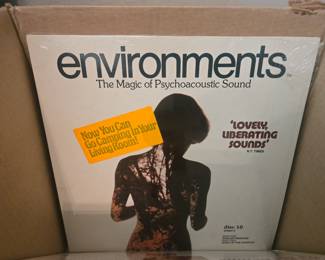 environments
The Magic of Psychoacoustic Sound
Now You Can
Go Camping In Your
Living Room!
'LOVELY,
LIBERATING
SOUNDS'
N.Y. TIMES
disc 10